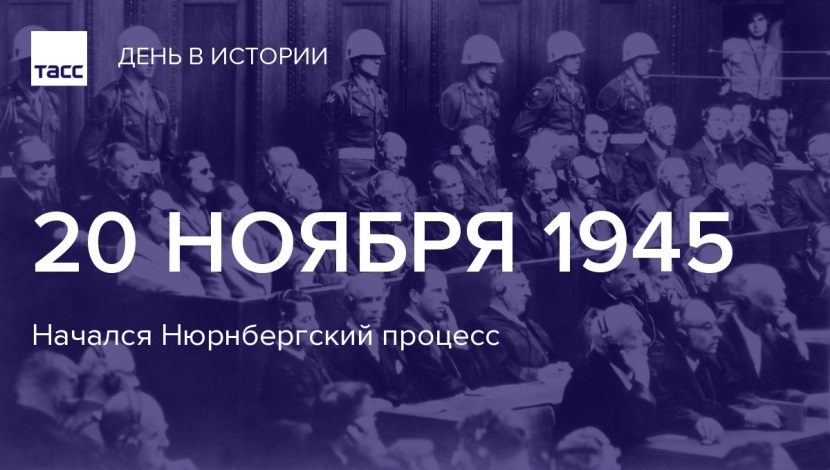 ТАСС
ДЕНЬ В ИСТОРИИ
20 НОЯБРЯ 1945
Начался Нюрнбергский процесс